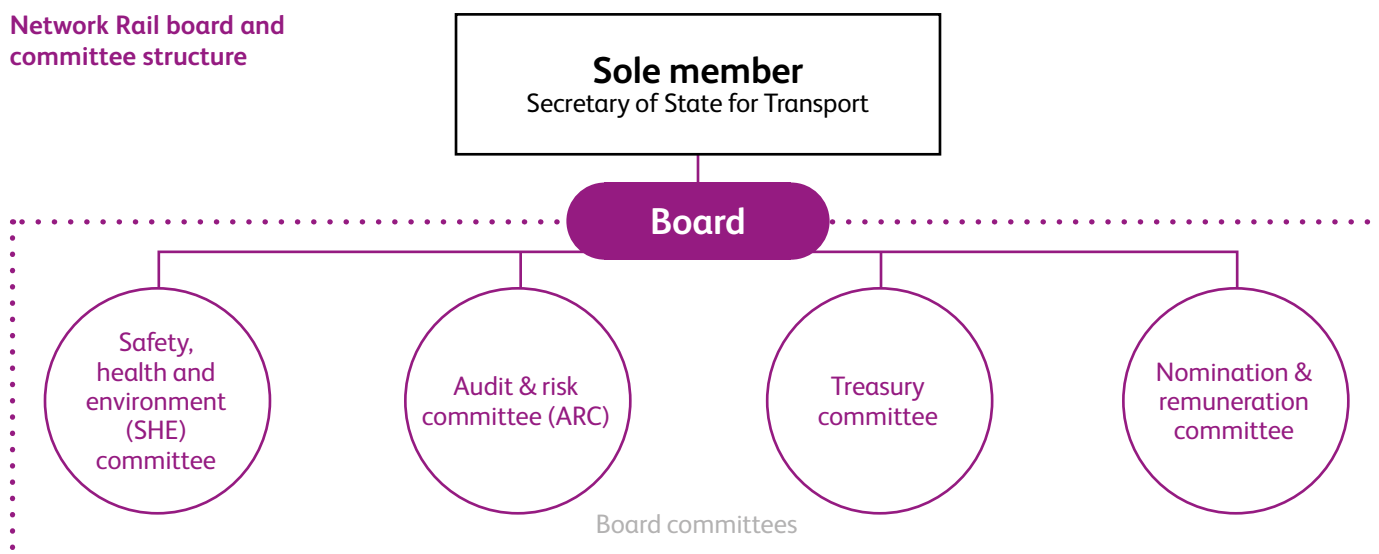 Network Rail board and
committee structure
Sole member
Secretary of State for Transport
Board
Safety,
health and
environment
(SHE)
committee
Audit & risk
committee (ARC)
Treasury
committee
Nomination &
remuneration
committee
Board committees